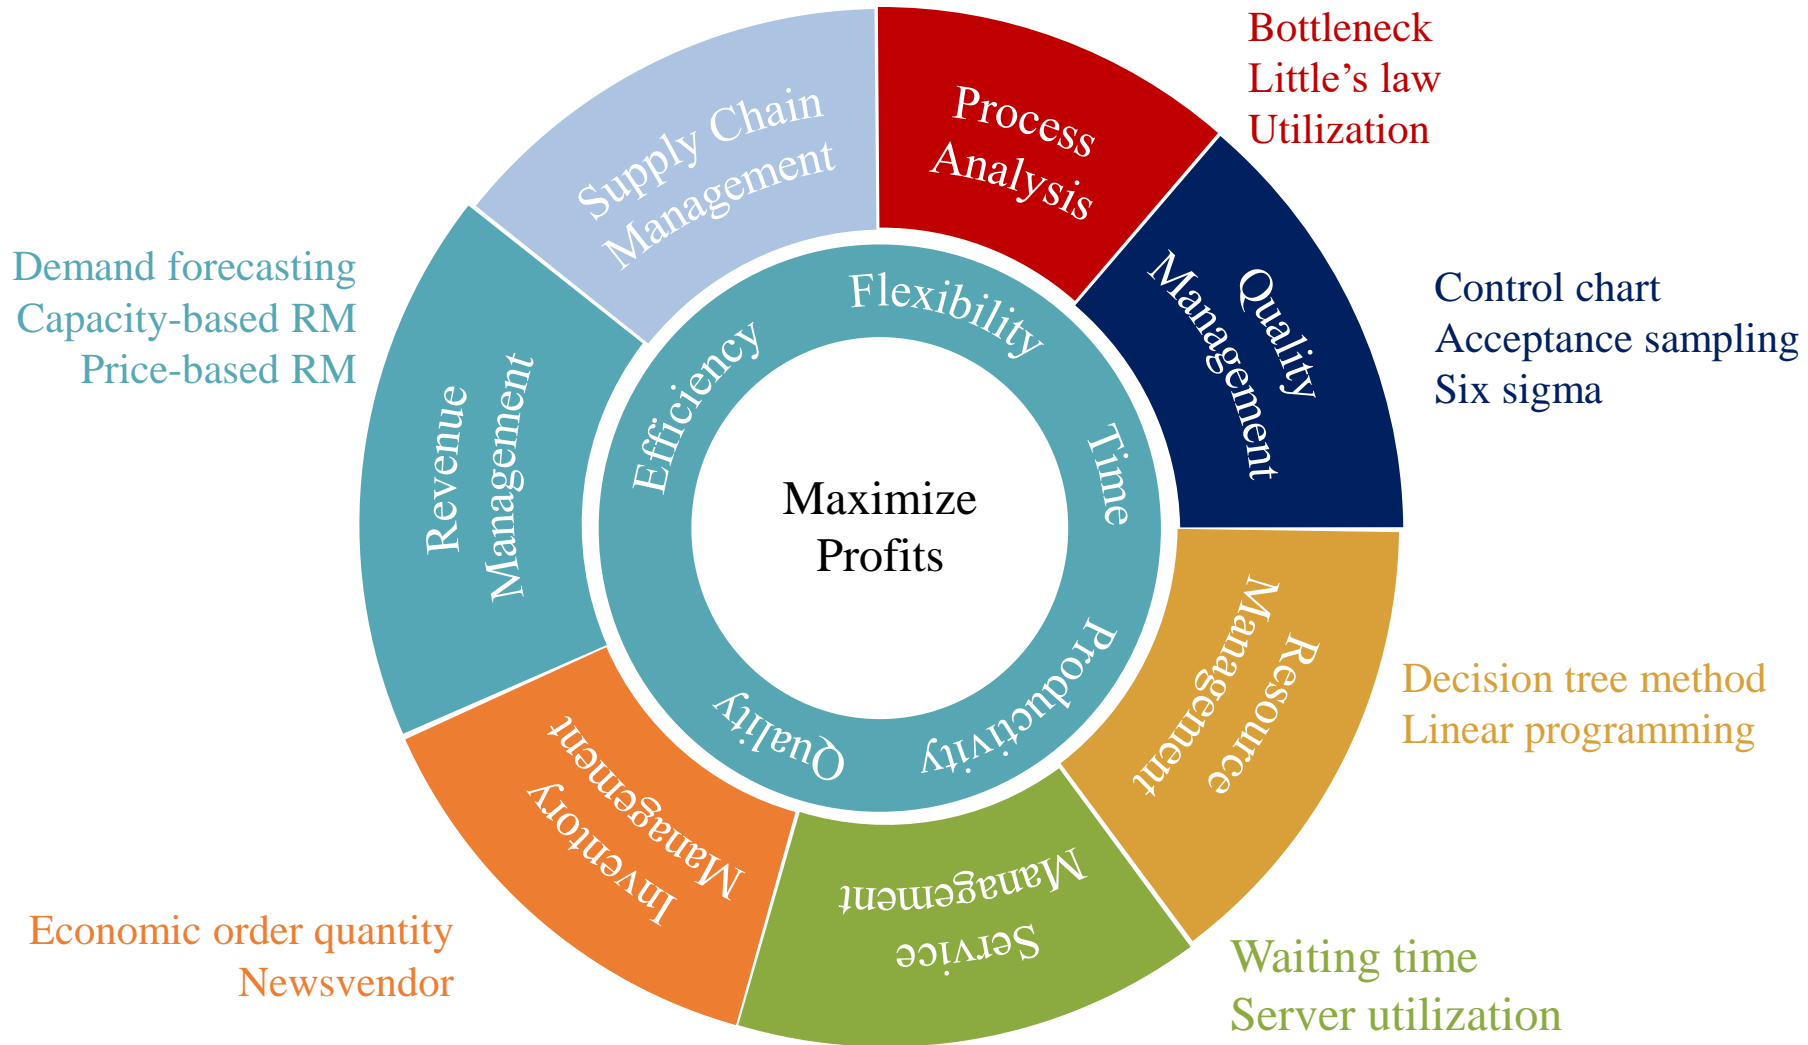 Bottleneck
Little’s law
Utilization
Process
Analysis
Supply Chain
Management
Quality
Management
Control chart
Acceptance sampling
Six sigma
Demand forecasting
Capacity-based RM
Price-based RM
Revenue
Management
Flexibility
Efficiency
Time
Maximize
Profits
Productivity
Quality
Resource
Management
Decision tree method
Linear programming
Inventory
Management
Service
Management
Economic order quantity
Newsvendor
Waiting time
Server utilization